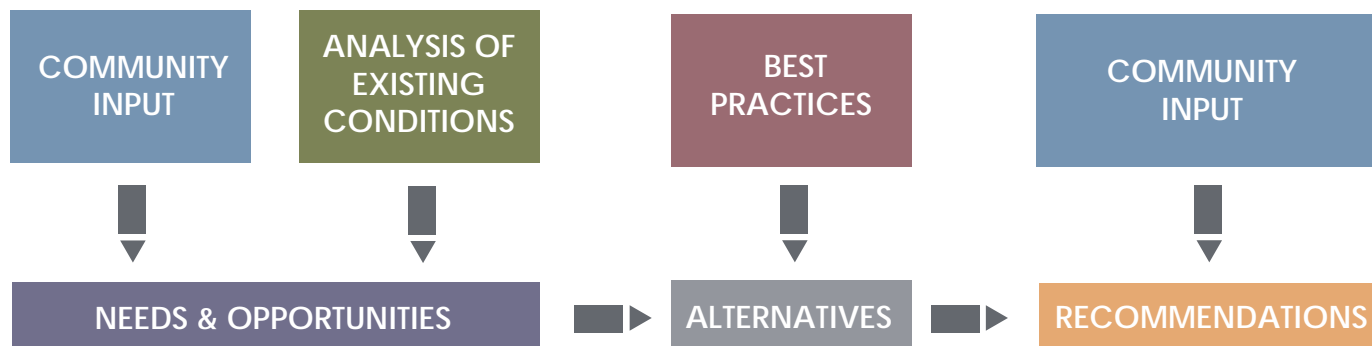 COMMUNITY
INPUT
ANALYSIS OF
EXISTING
CONDITIONS
BEST
PRACTICES
COMMUNITY
INPUT
NEEDS & OPPORTUNITIES
ALTERNATIVES
RECOMMENDATIONS